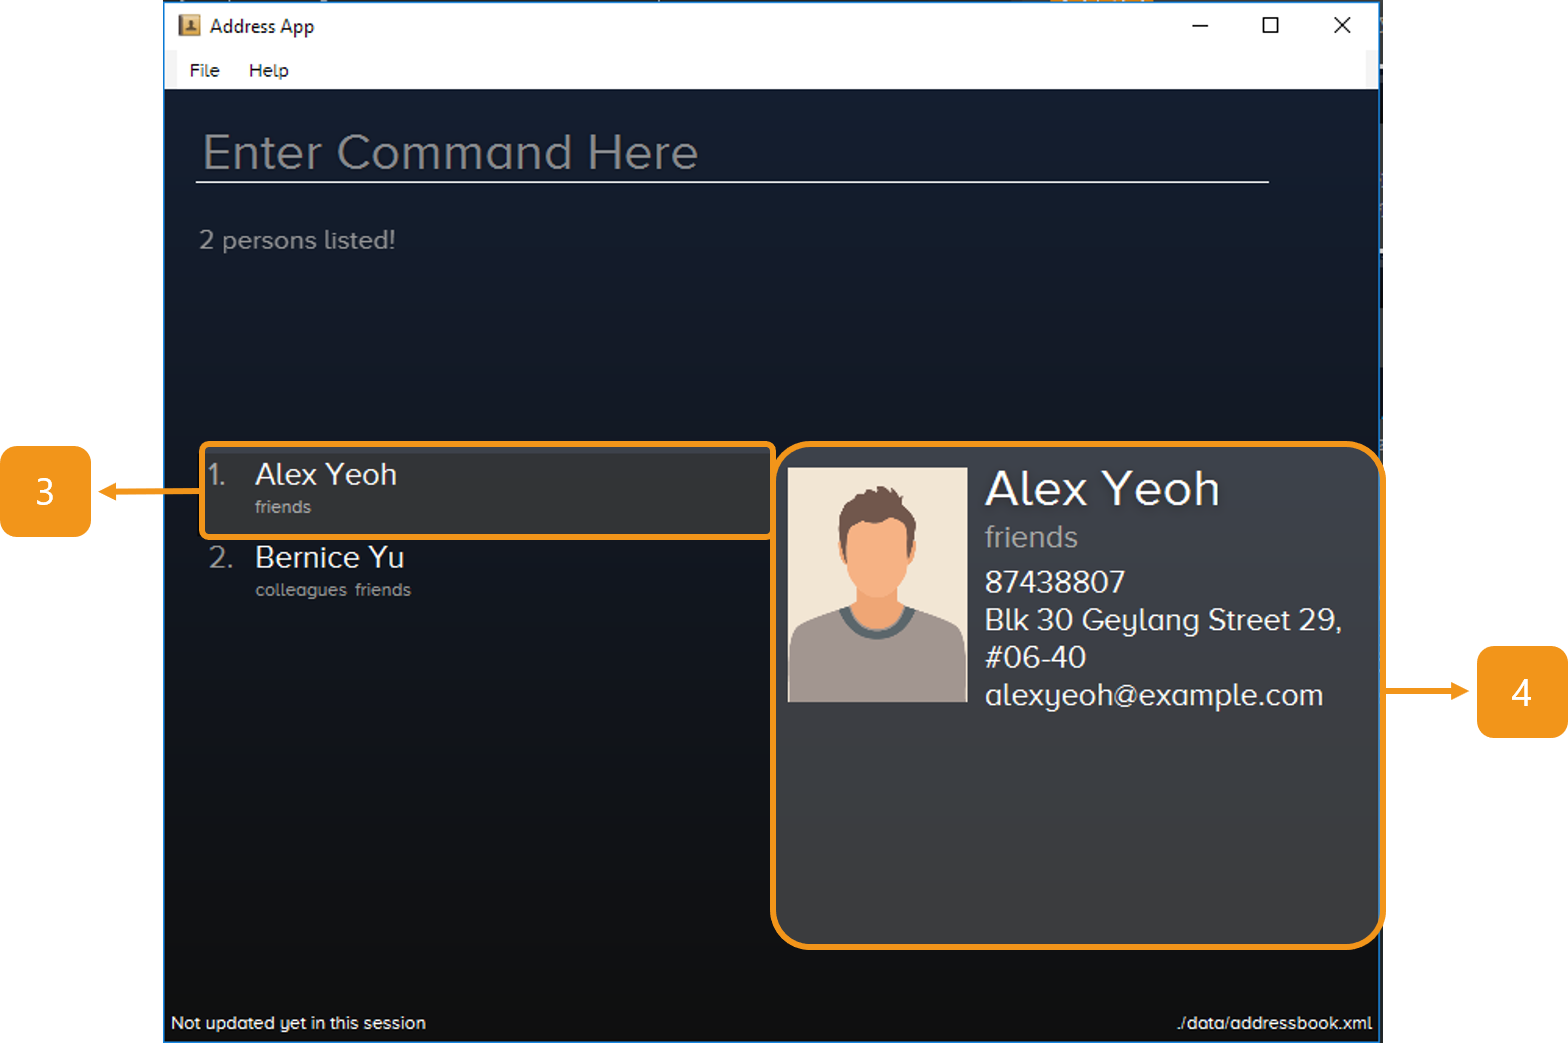 Address App
File Help
Enter Command Here
2 persons listed!
3
1. Alex Yeoh
friends
2. Bernice Yu
colleagues friends
Alex Yeoh
friends
87438807
Blk 30 Geylang Street 29,
#06-40
alexyeoh@example.com
4
Not updated yet in this session
./data/addressbook.xml